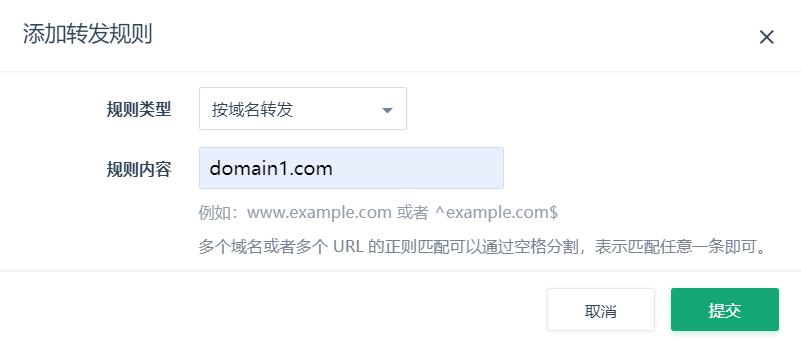 添加转发规则
规则类型 按域名转发
规则内容 domain1.com
例如：www.example.com 或者 ^example.com$
多个域名或者多个 URL 的正则匹配可以通过空格分割，表示匹配任意一条即可。
取消 提交